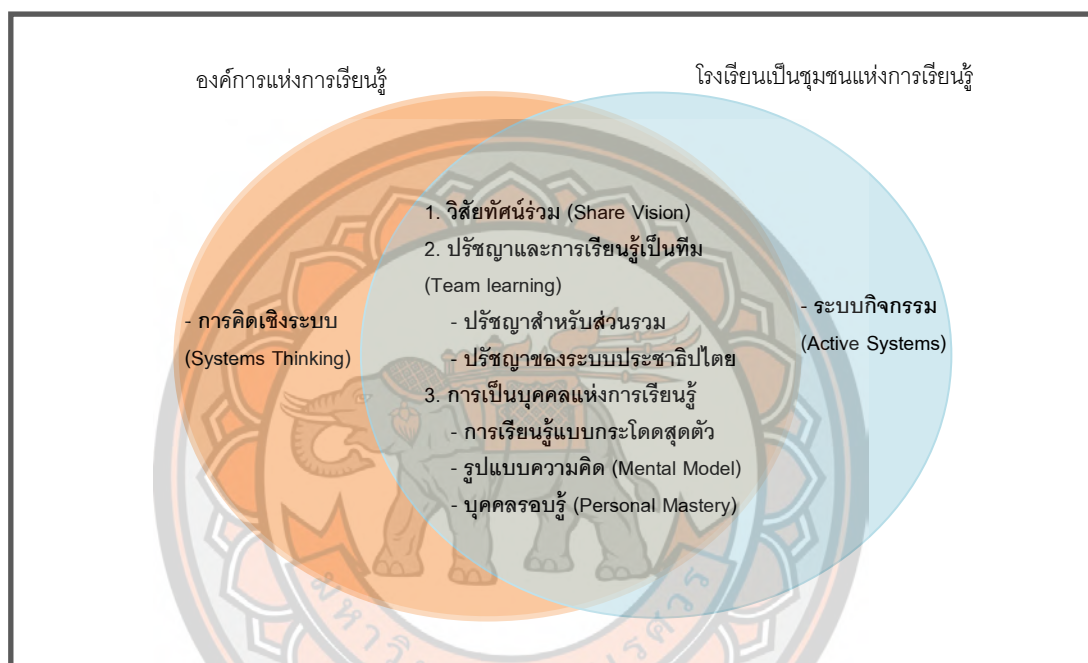 องค์การแห่งการเรียนรู้
โรงเรียนเป็นชุมชนแห่งการเรียนรู้
1. วิสัยทัศน์ร่วม (Share Vision)
2. ปรัชญาและการเรียนรู้เป็นทีม
(Team learning)
- ปรัชญาสำหรับส่วนรวม
- ปรัชญาของระบบประชาธิปไตย
3. การเป็นบุคคลแห่งการเรียนรู้
- การเรียนรู้แบบกระโดดสุดตัว
- รูปแบบความคิด (Mental Model)
- บุคคลรอบรู้ (Personal Mastery)
- การคิดเชิงระบบ
(Systems Thinking)
- ระบบกิจกรรม
(Active Systems)